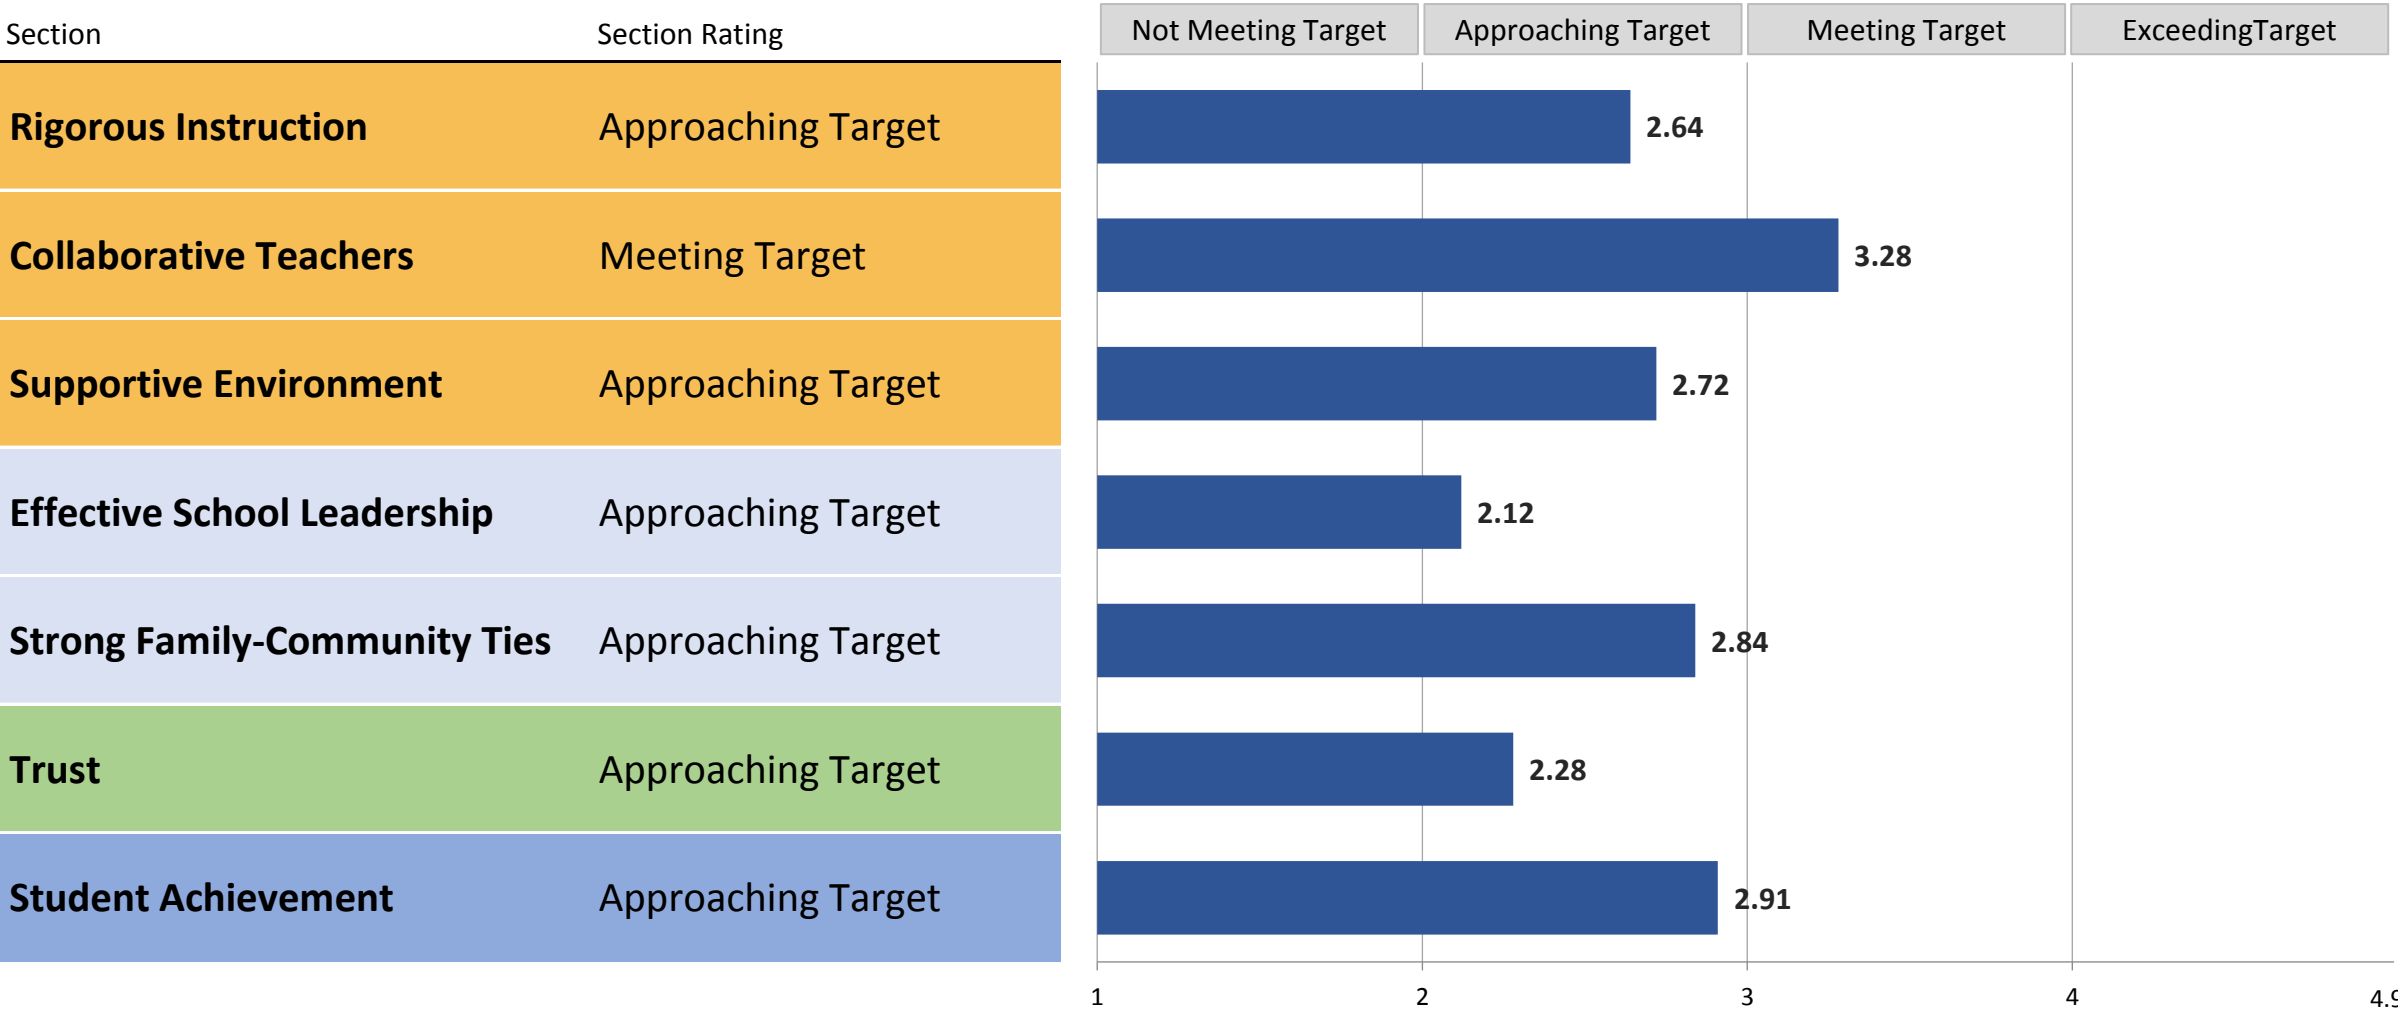 Section Section Rating Not Meeting Target Approaching Target Meeting Target ExceedingTarget
Rigorous Instruction Approaching Target 2.64
Collaborative Teachers Meeting Target 3.28
Supportive Environment Approaching Target 2.72
Effective School Leadership Approaching Target 2.12
Strong Family-Community Ties Approaching Target 2.84
Trust Approaching Target 2.28
Student Achievement Approaching Target 2.91
1 2 3 4 4.9